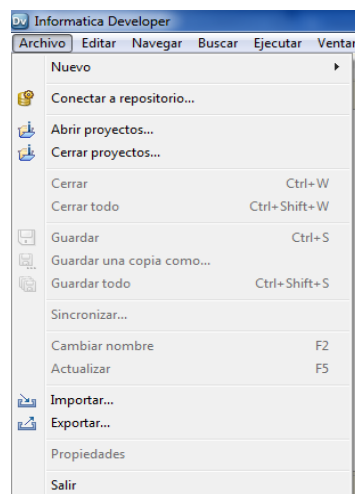 Dv Informatica Developer
Archivo Editar Navegar Buscar Ejecutar
Nuevo
Conectar a repositorio...
Abrir proyectos...
Cerrar proyectos...
Cerrar Ctrl+W
Cerrar todo Ctrl+Shift+W
Guardar Ctrl+S
Guardar una copia como...
Guardar todo Ctrl+Shift+S
Sincronizar...
Cambiar nombre F2
Actualizar F5
Importar...
Exportar...
Propiedades
Salir